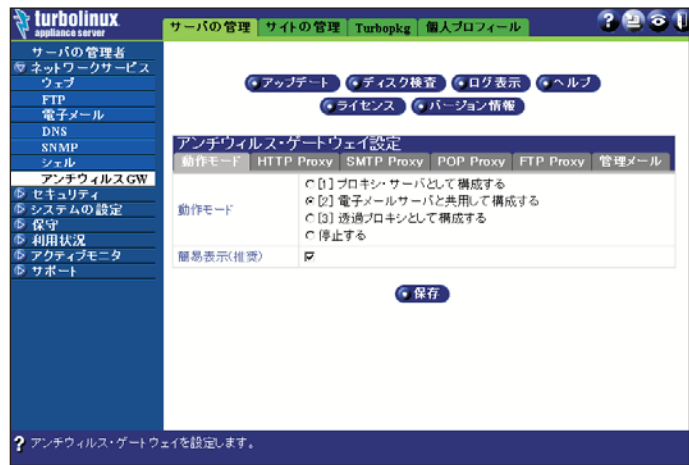 turbolinux
appliance server
サーバの管理 サイトの管理 Turbopkg 個人プロフィール
サーバの管理者
ネットワークサービス
ウェブ
FTP
電子メール
DNS
SNMP
シェル
アンチウィルスGW
セキュリティ
システムの設定
保守
利用状況
アクティブモニタ
サポート
アップデート ディスク検査 ログ表示 ヘルプ
ライセンス バージョン情報
アンチウィルス・ゲートウェイ設定
動作モード HTTP Proxy SMTP Proxy POP Proxy FTP Proxy 管理メール
動作モード
[1] プロキシ・サーバとして構成する
[2] 電子メールサーバと共用して構成する
[3] 透過プロキシとして構成する
停止する
簡易表示(推奨)
保存
? アンチウィルス・ゲートウェイを設定します。